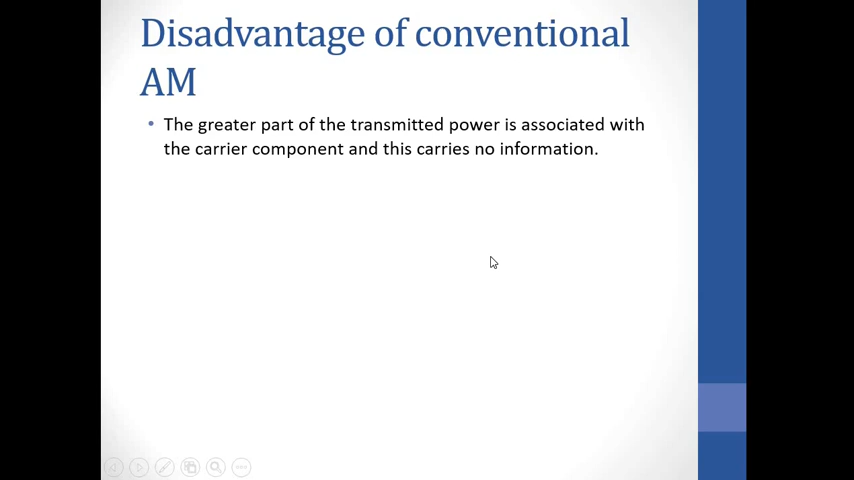 Disadvantage of conventional
AM
• The greater part of the transmitted power is associated with
the carrier component and this carries no information.